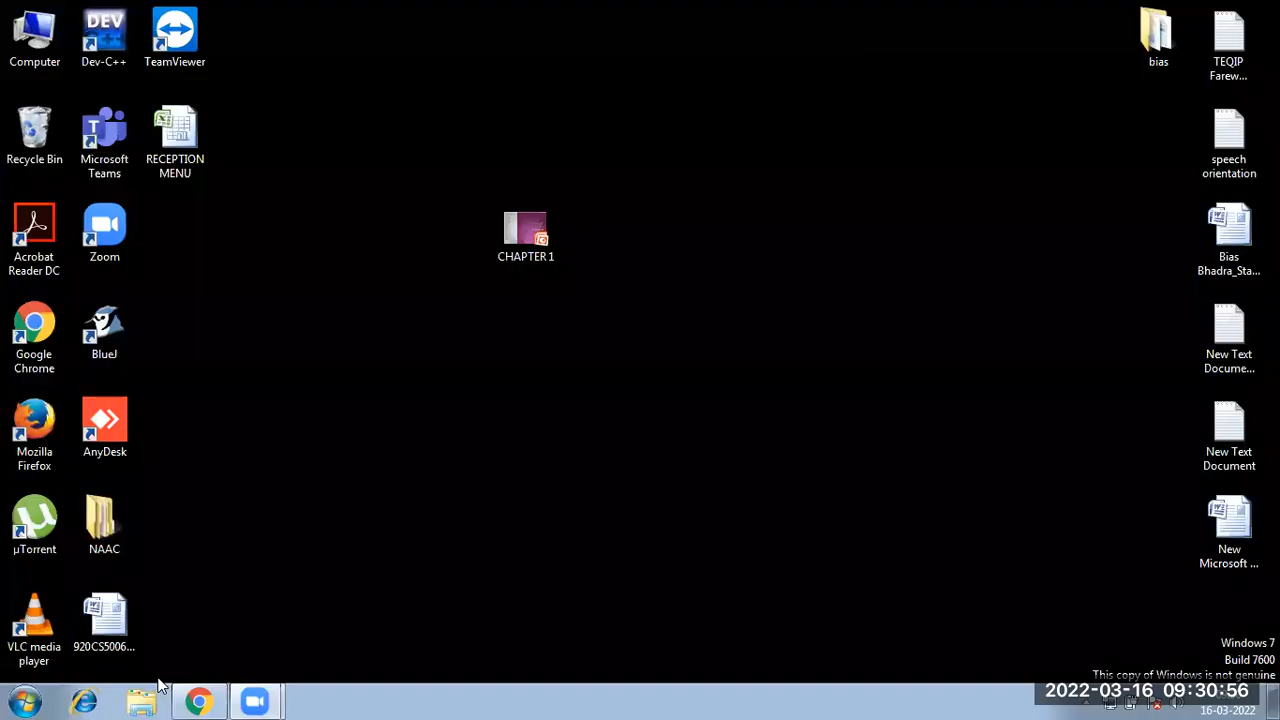 Computer
DEV
Dev-C++
TeamViewer
bias
TEQIP
Farew...
Recycle Bin
Microsoft
Teams
RECEPTION
MENU
speech
orientation
Acrobat
Reader DC
Zoom
CHAPTER 1
Bias
Bhadra_Sta...
Google
Chrome
BlueJ
New Text
Docume...
Mozilla
Firefox
AnyDesk
New Text
Document
µTorrent
NAAC
New
Microsoft ...
VLC media
player
920CS5006...
Windows 7
Build 7600
This copy of Windows is not genuine
2022-03-16 09:30:56
16-03-2022